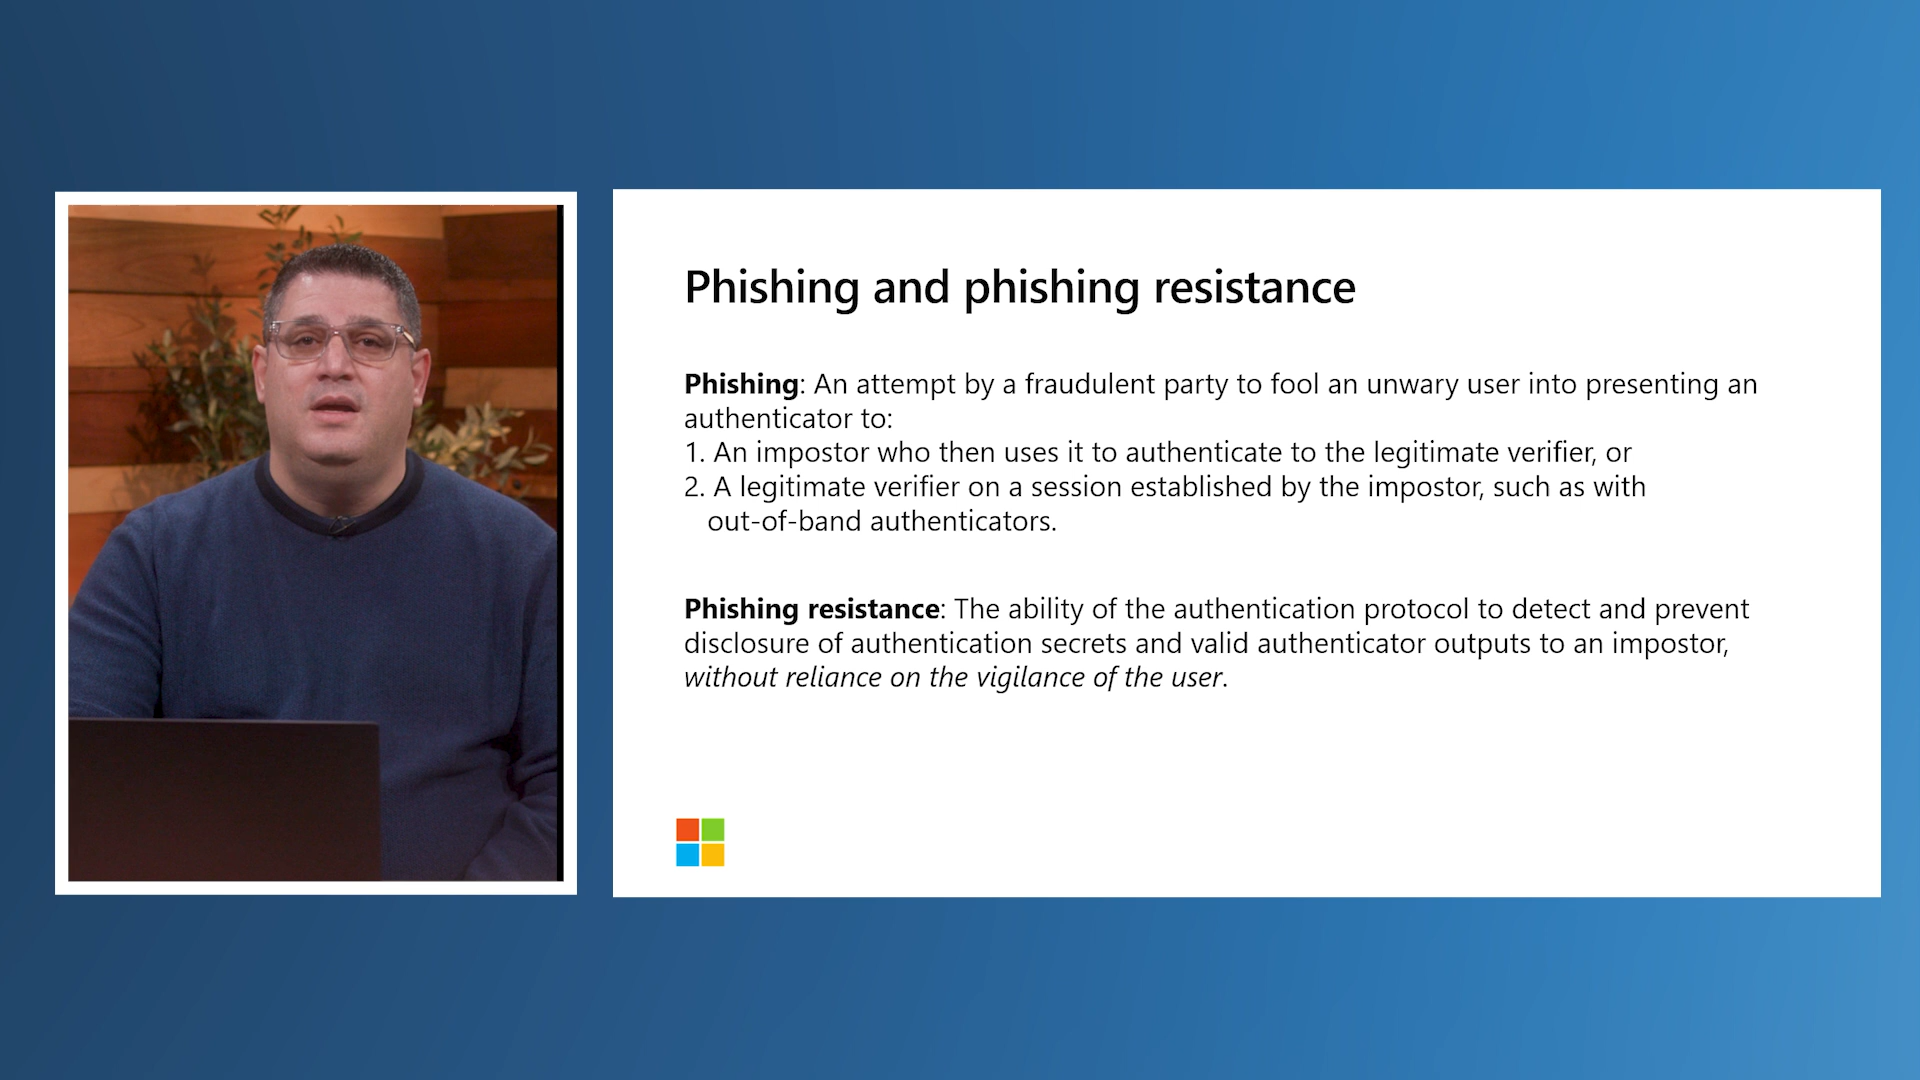 Phishing and phishing resistance
Phishing: An attempt by a fraudulent party to fool an unwary user into presenting an
authenticator to:
1. An impostor who then uses it to authenticate to the legitimate verifier, or
2. A legitimate verifier on a session established by the impostor, such as with
out-of-band authenticators.
Phishing resistance: The ability of the authentication protocol to detect and prevent
disclosure of authentication secrets and valid authenticator outputs to an impostor,
without reliance on the vigilance of the user.